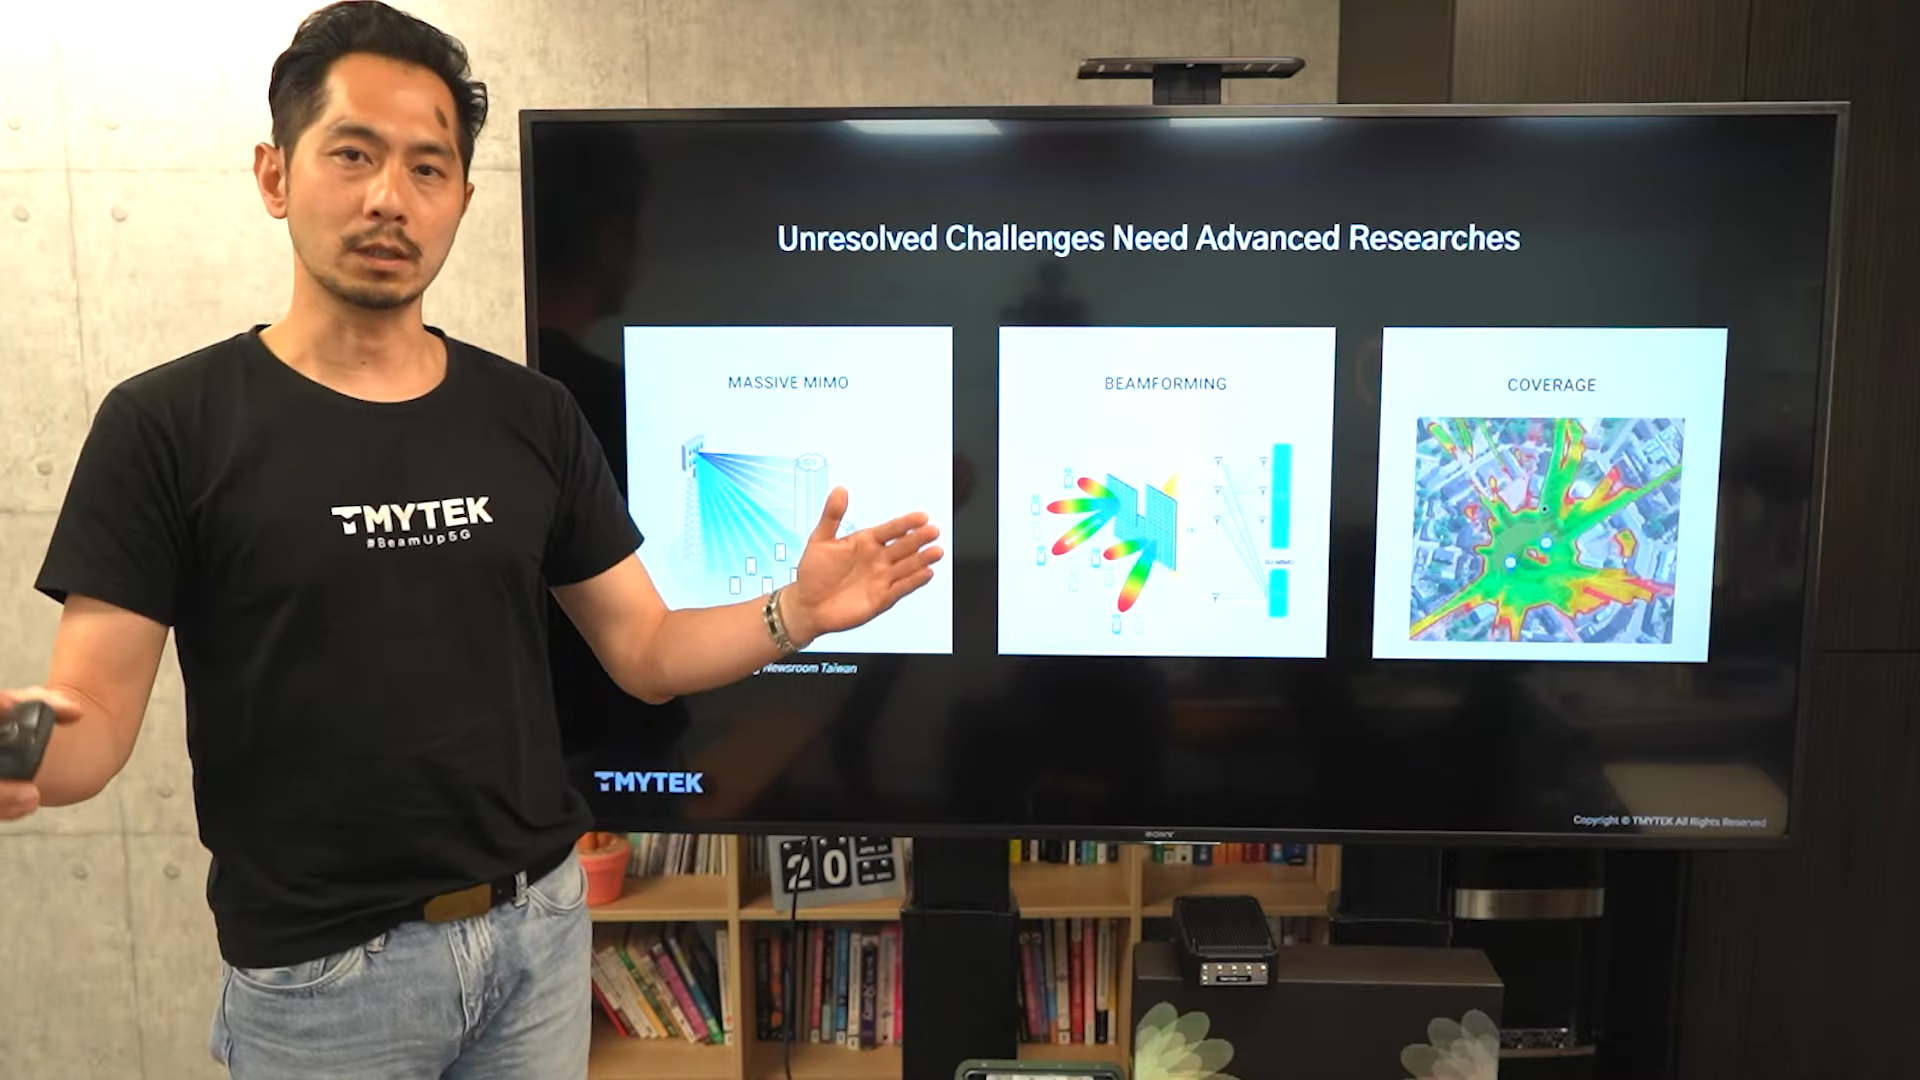 Unresolved Challenges Need Advanced Researches
MASSIVE MIMO
BEAMFORMING
COVERAGE
TMYTEK
#BeamUp5G
Newsroom Taiwan
TMYTEK
Copyright © TMYTEK All Rights Reserved
SONY
20